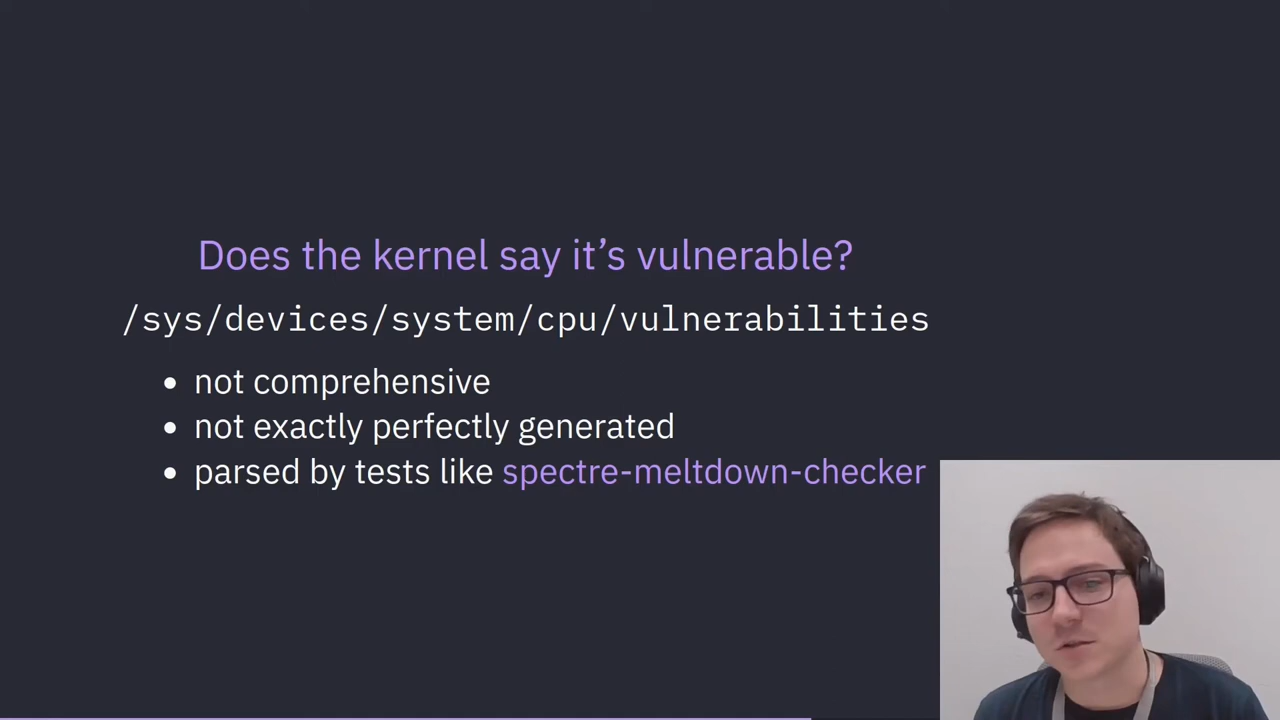 Does the kernel say it’s vulnerable?
/sys/devices/system/cpu/vulnerabilities
• not comprehensive
• not exactly perfectly generated
• parsed by tests like spectre-meltdown-checker